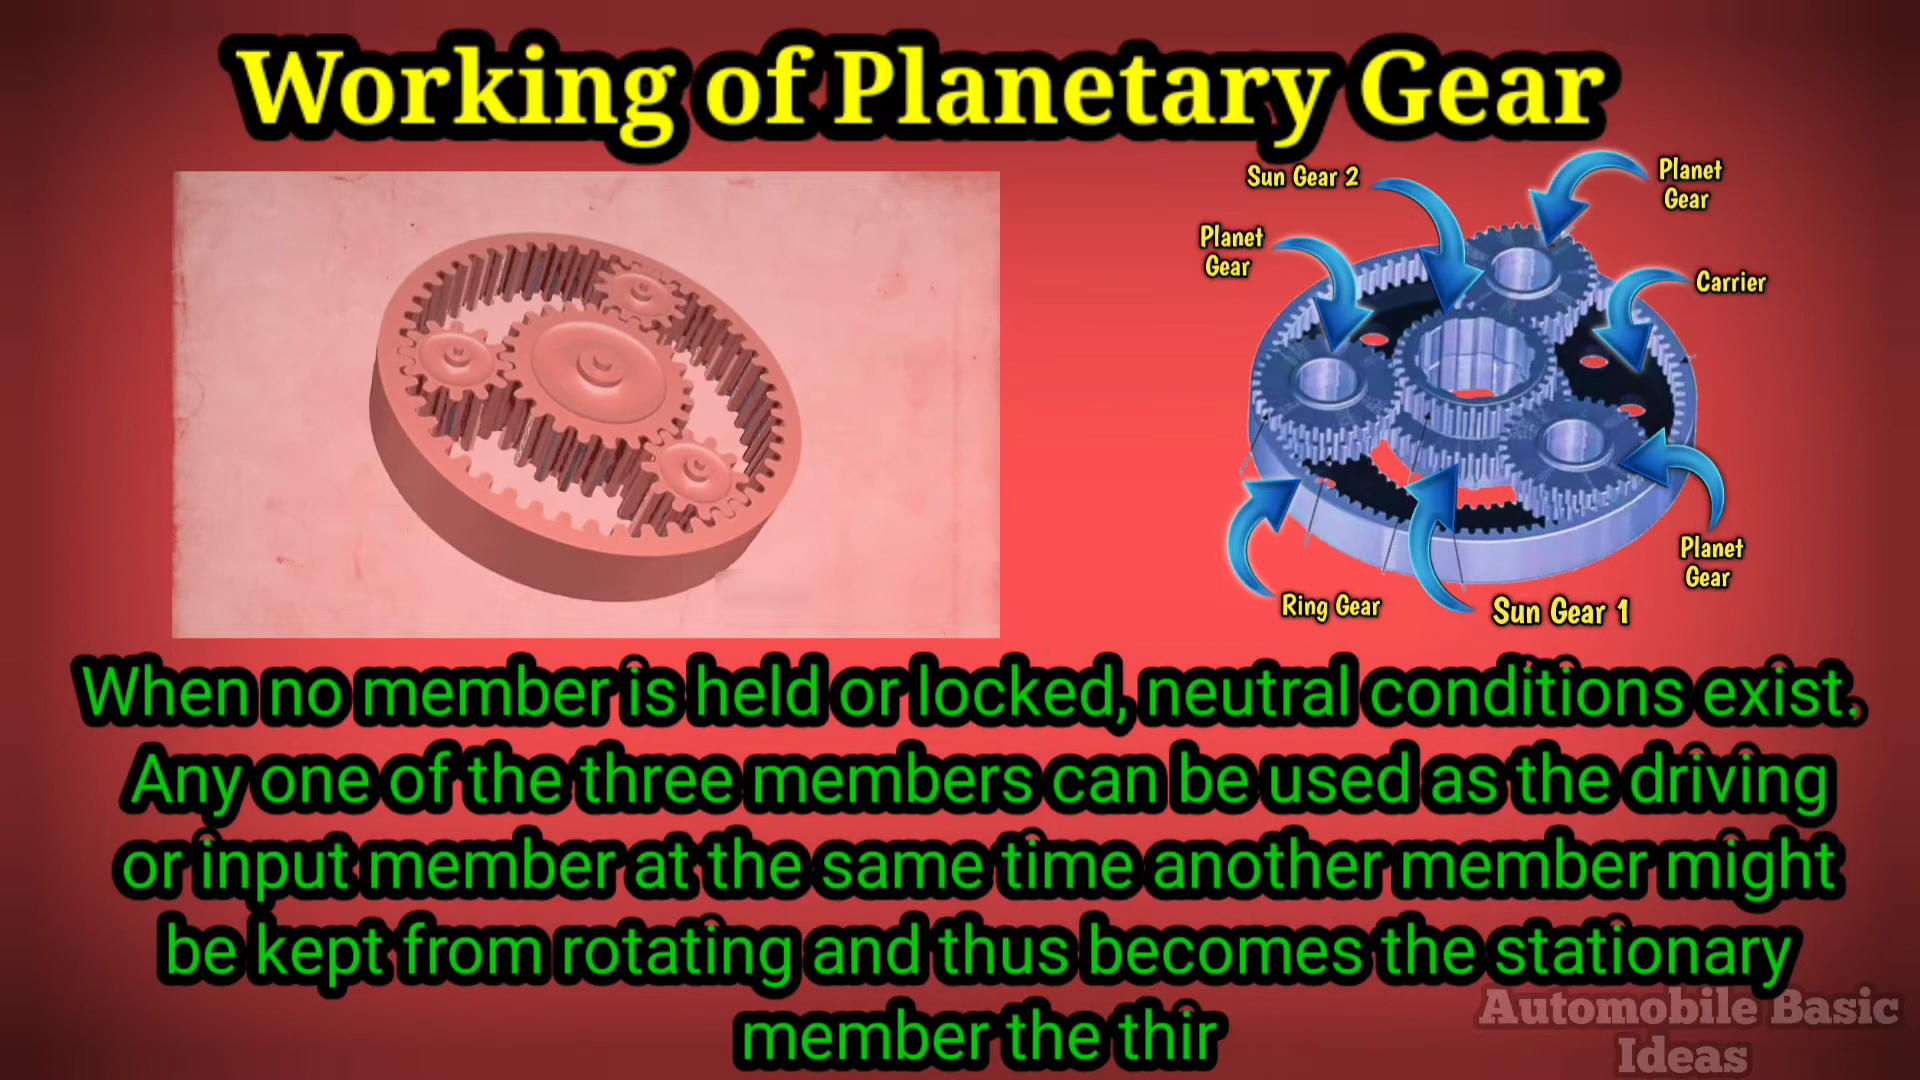 Working of Planetary Gear
Sun Gear 2
Planet
Gear
Planet
Gear
Carrier
Planet
Gear
Ring Gear
Sun Gear 1
When no member is held or locked, neutral conditions exist.
Any one of the three members can be used as the driving
or input member at the same time another member might
be kept from rotating and thus becomes the stationary
member the thir
Automobile Basic
Ideas